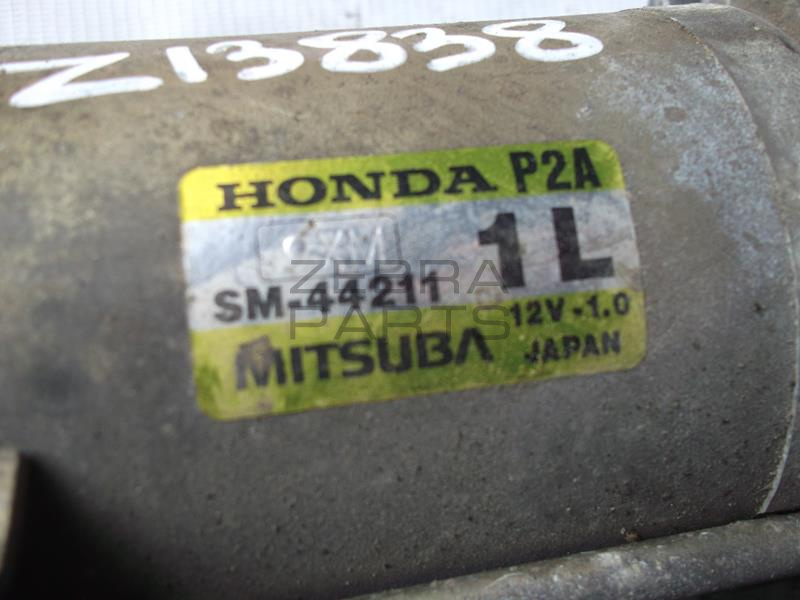 Z13838
HONDA P2A
1L
SM-44211
12V-1.0
MITSUBA JAPAN
ZEBRA
PARTS